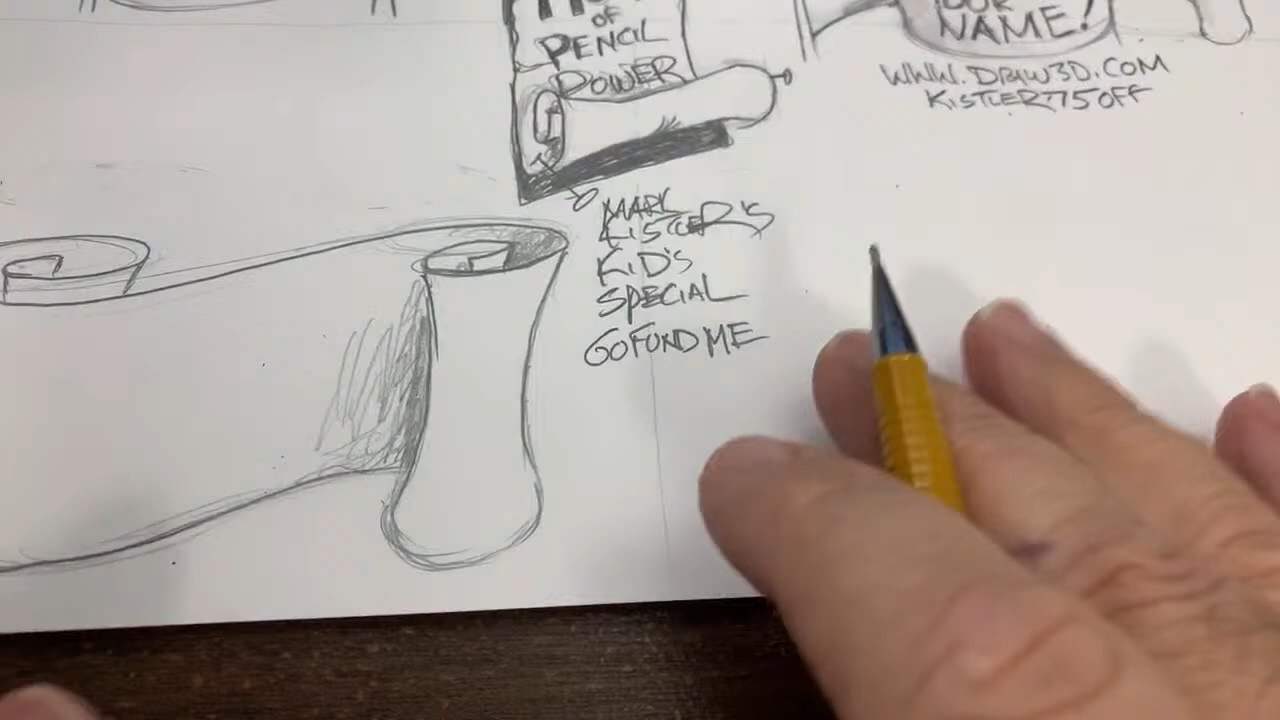 OF
PENCIL
POWER
NAME!
WWW.DRAW3D.COM
KISTLER75OFF
MARK
KISTLER'S
KID'S
SPECIAL
GOFUNDME